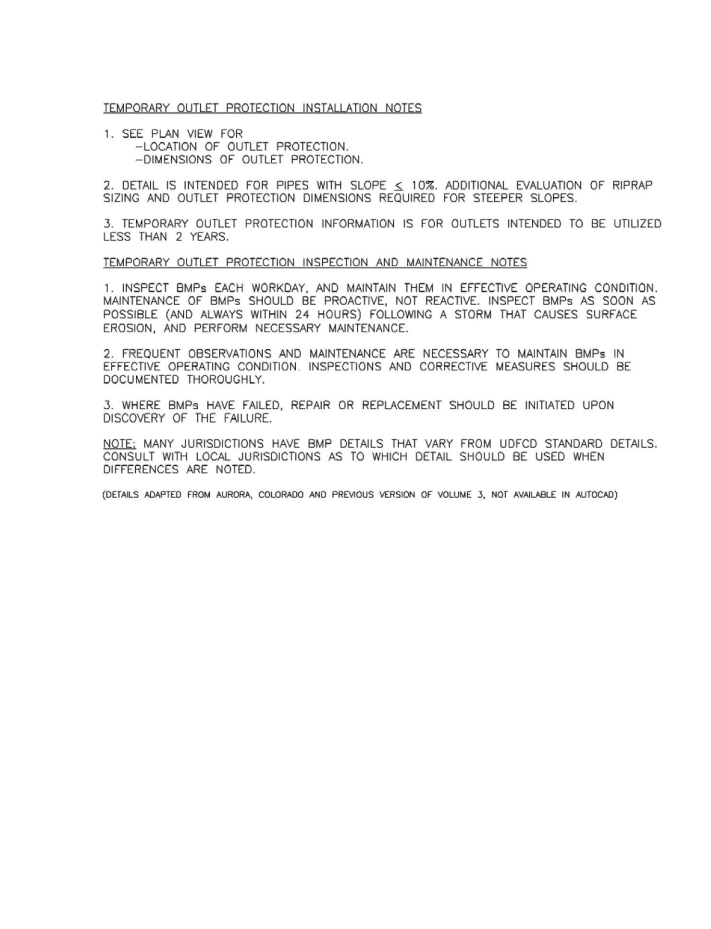 TEMPORARY OUTLET PROTECTION INSTALLATION NOTES
1. SEE PLAN VIEW FOR
-LOCATION OF OUTLET PROTECTION.
-DIMENSIONS OF OUTLET PROTECTION.
2. DETAIL IS INTENDED FOR PIPES WITH SLOPE ≤ 10%. ADDITIONAL EVALUATION OF RIPRAP
SIZING AND OUTLET PROTECTION DIMENSIONS REQUIRED FOR STEEPER SLOPES.
3. TEMPORARY OUTLET PROTECTION INFORMATION IS FOR OUTLETS INTENDED TO BE UTILIZED
LESS THAN 2 YEARS.
TEMPORARY OUTLET PROTECTION INSPECTION AND MAINTENANCE NOTES
1. INSPECT BMPs EACH WORKDAY, AND MAINTAIN THEM IN EFFECTIVE OPERATING CONDITION.
MAINTENANCE OF BMPs SHOULD BE PROACTIVE, NOT REACTIVE. INSPECT BMPs AS SOON AS
POSSIBLE (AND ALWAYS WITHIN 24 HOURS) FOLLOWING A STORM THAT CAUSES SURFACE
EROSION, AND PERFORM NECESSARY MAINTENANCE.
2. FREQUENT OBSERVATIONS AND MAINTENANCE ARE NECESSARY TO MAINTAIN BMPs IN
EFFECTIVE OPERATING CONDITION. INSPECTIONS AND CORRECTIVE MEASURES SHOULD BE
DOCUMENTED THOROUGHLY.
3. WHERE BMPs HAVE FAILED, REPAIR OR REPLACEMENT SHOULD BE INITIATED UPON
DISCOVERY OF THE FAILURE.
NOTE: MANY JURISDICTIONS HAVE BMP DETAILS THAT VARY FROM UDFCD STANDARD DETAILS.
CONSULT WITH LOCAL JURISDICTIONS AS TO WHICH DETAIL SHOULD BE USED WHEN
DIFFERENCES ARE NOTED.
(DETAILS ADAPTED FROM AURORA, COLORADO AND PREVIOUS VERSION OF VOLUME 3, NOT AVAILABLE IN AUTOCAD)